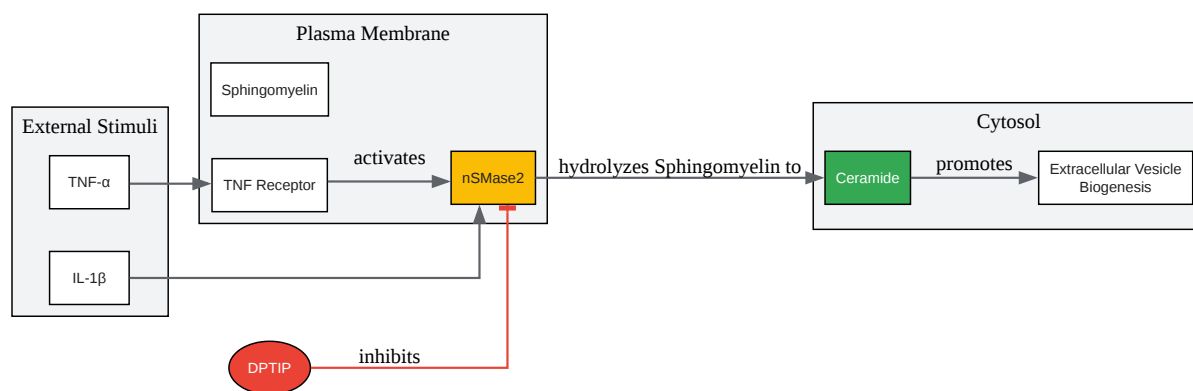 Plasma Membrane
Sphingomyelin
External Stimuli
Cytosol
TNF-α
TNF Receptor
activates
nSMase2
hydrolyzes Sphingomyelin to
Ceramide
promotes
Extracellular Vesicle
Biogenesis
IL-1β
DPTIP
inhibits